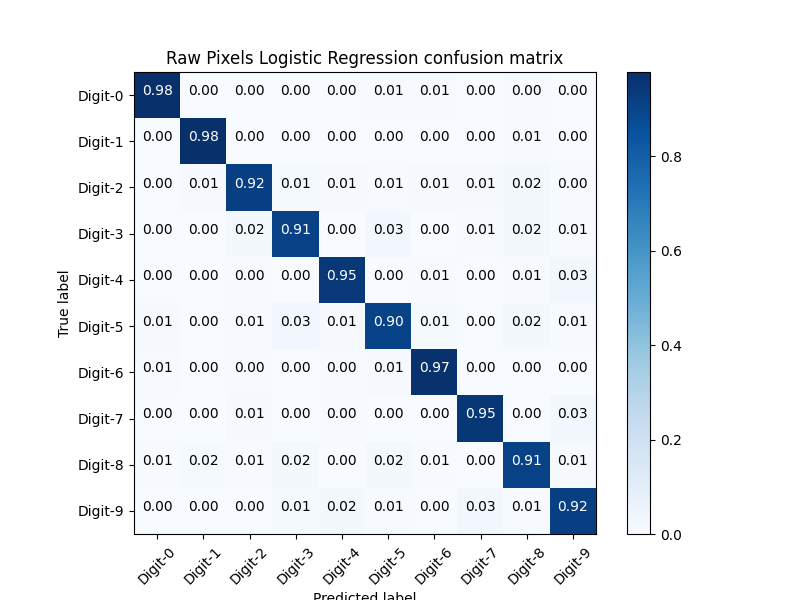 Raw Pixels Logistic Regression confusion matrix
Digit-0 0.98 0.00 0.00 0.00 0.00 0.01 0.01 0.00 0.00 0.00
Digit-1 0.00 0.98 0.00 0.00 0.00 0.00 0.00 0.00 0.01 0.00
Digit-2 0.00 0.01 0.92 0.01 0.01 0.01 0.01 0.01 0.02 0.00
Digit-3 0.00 0.00 0.02 0.91 0.00 0.03 0.00 0.01 0.02 0.01
Digit-4 0.00 0.00 0.00 0.00 0.95 0.00 0.01 0.00 0.01 0.03
Digit-5 0.01 0.00 0.01 0.03 0.01 0.90 0.01 0.00 0.02 0.01
Digit-6 0.01 0.00 0.00 0.00 0.00 0.01 0.97 0.00 0.00 0.00
Digit-7 0.00 0.00 0.01 0.00 0.00 0.00 0.00 0.95 0.00 0.03
Digit-8 0.01 0.02 0.01 0.02 0.00 0.02 0.01 0.00 0.91 0.01
Digit-9 0.00 0.00 0.00 0.01 0.02 0.01 0.00 0.03 0.01 0.92
True label
Digit-0 Digit-1 Digit-2 Digit-3 Digit-4 Digit-5 Digit-6 Digit-7 Digit-8 Digit-9
Predicted label
0.8
0.6
0.4
0.2
0.0